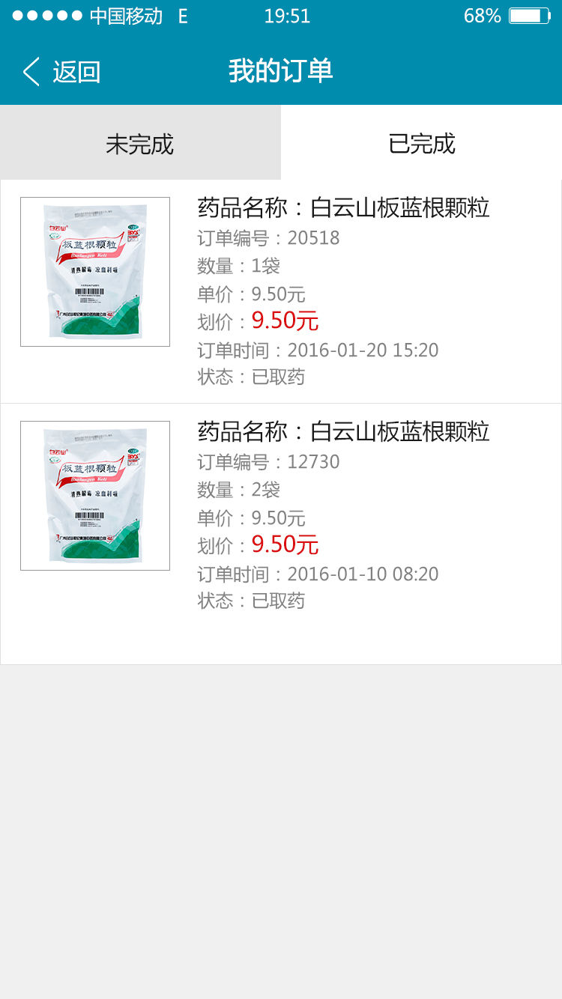 中国移动 E 19:51 68%
返回 我的订单
未完成 已完成
药品名称：白云山板蓝根颗粒
订单编号：20518
数量：1袋
单价：9.50元
划价：9.50元
订单时间：2016-01-20 15:20
状态：已取药
白云山
板蓝根颗粒
Banlangen Keli
清热解毒 凉血利咽
药品名称：白云山板蓝根颗粒
订单编号：12730
数量：2袋
单价：9.50元
划价：9.50元
订单时间：2016-01-10 08:20
状态：已取药
白云山
板蓝根颗粒
Banlangen Keli
清热解毒 凉血利咽